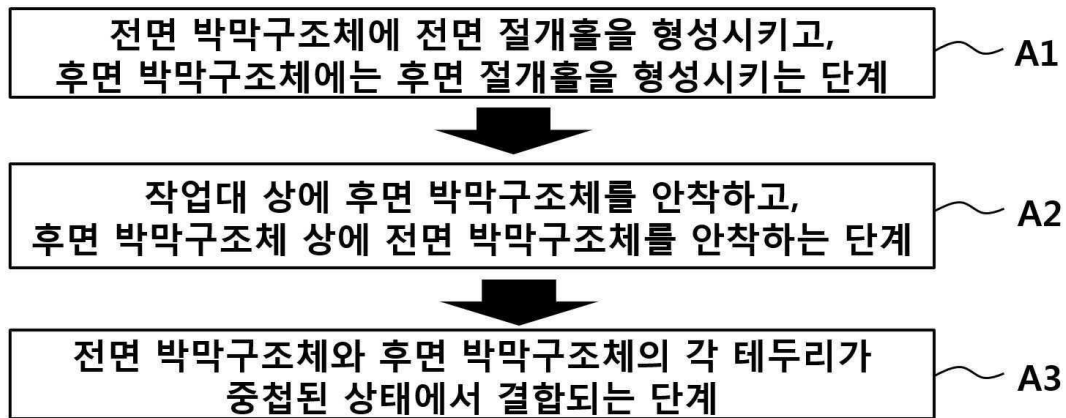 전면 박막구조체에 전면 절개홀을 형성시키고,
후면 박막구조체에는 후면 절개홀을 형성시키는 단계
A1
작업대 상에 후면 박막구조체를 안착하고,
후면 박막구조체 상에 전면 박막구조체를 안착하는 단계
A2
전면 박막구조체와 후면 박막구조체의 각 테두리가
중첩된 상태에서 결합되는 단계
A3